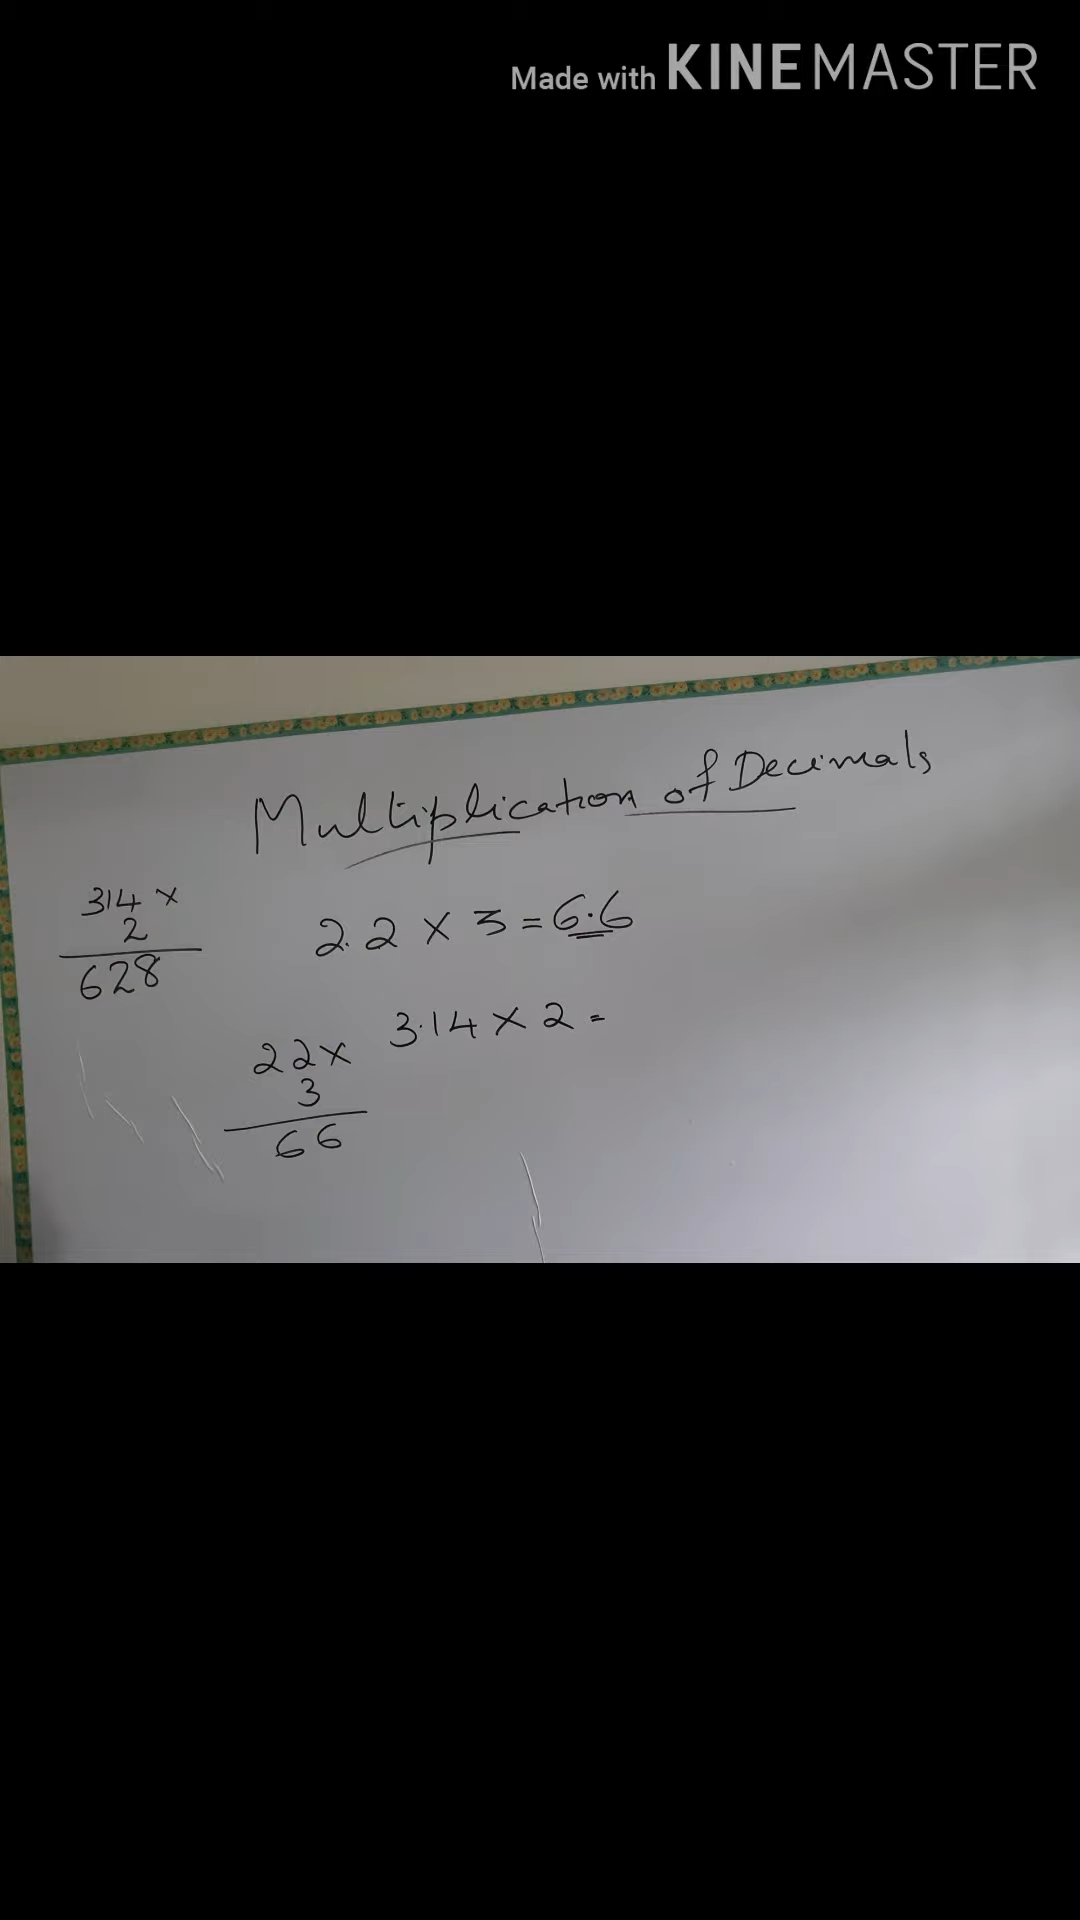 Made with KINEMASTER
Multiplication of Decimals
314 ×
2
628
2.2 × 3 = 6.6
3.14 × 2 =
22×
3
66